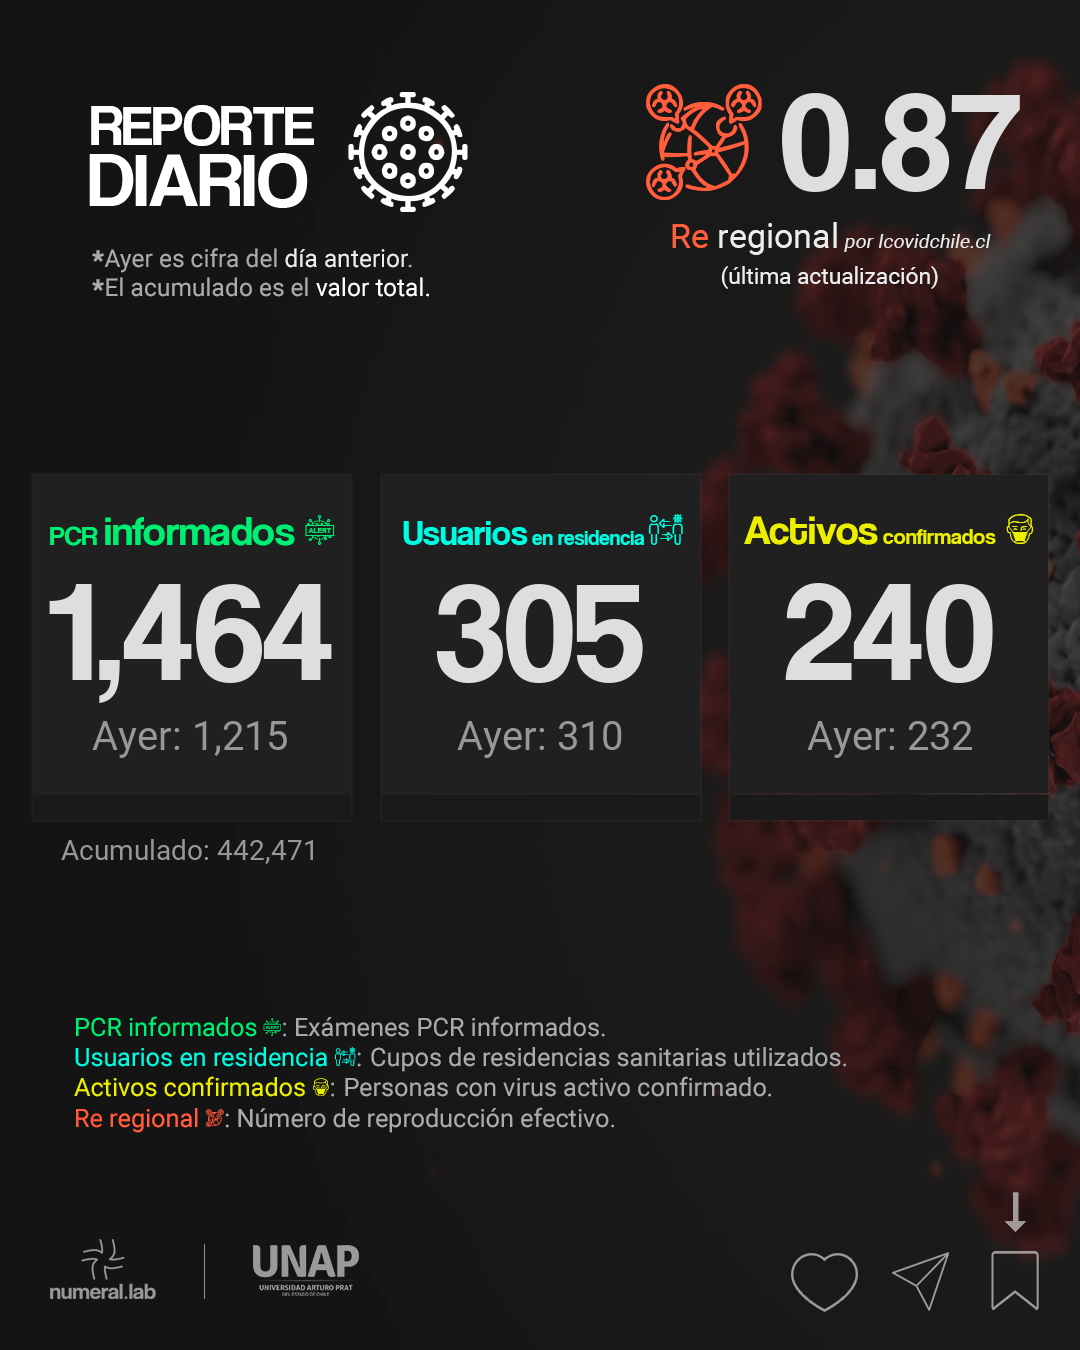 REPORTE
DIARIO
*Ayer es cifra del día anterior.
*El acumulado es el valor total.
0.87
Re regional por Icovidchile.cl
(última actualización)
PCR informados
ALERT
1,464
Ayer: 1,215
Acumulado: 442,471
Usuarios en residencia
305
Ayer: 310
Activos confirmados
240
Ayer: 232
PCR informados : Exámenes PCR informados.
Usuarios en residencia : Cupos de residencias sanitarias utilizados.
Activos confirmados : Personas con virus activo confirmado.
Re regional : Número de reproducción efectivo.
numeral.lab
UNAP
UNIVERSIDAD ARTURO PRAT
DEL ESTADO DE CHILE